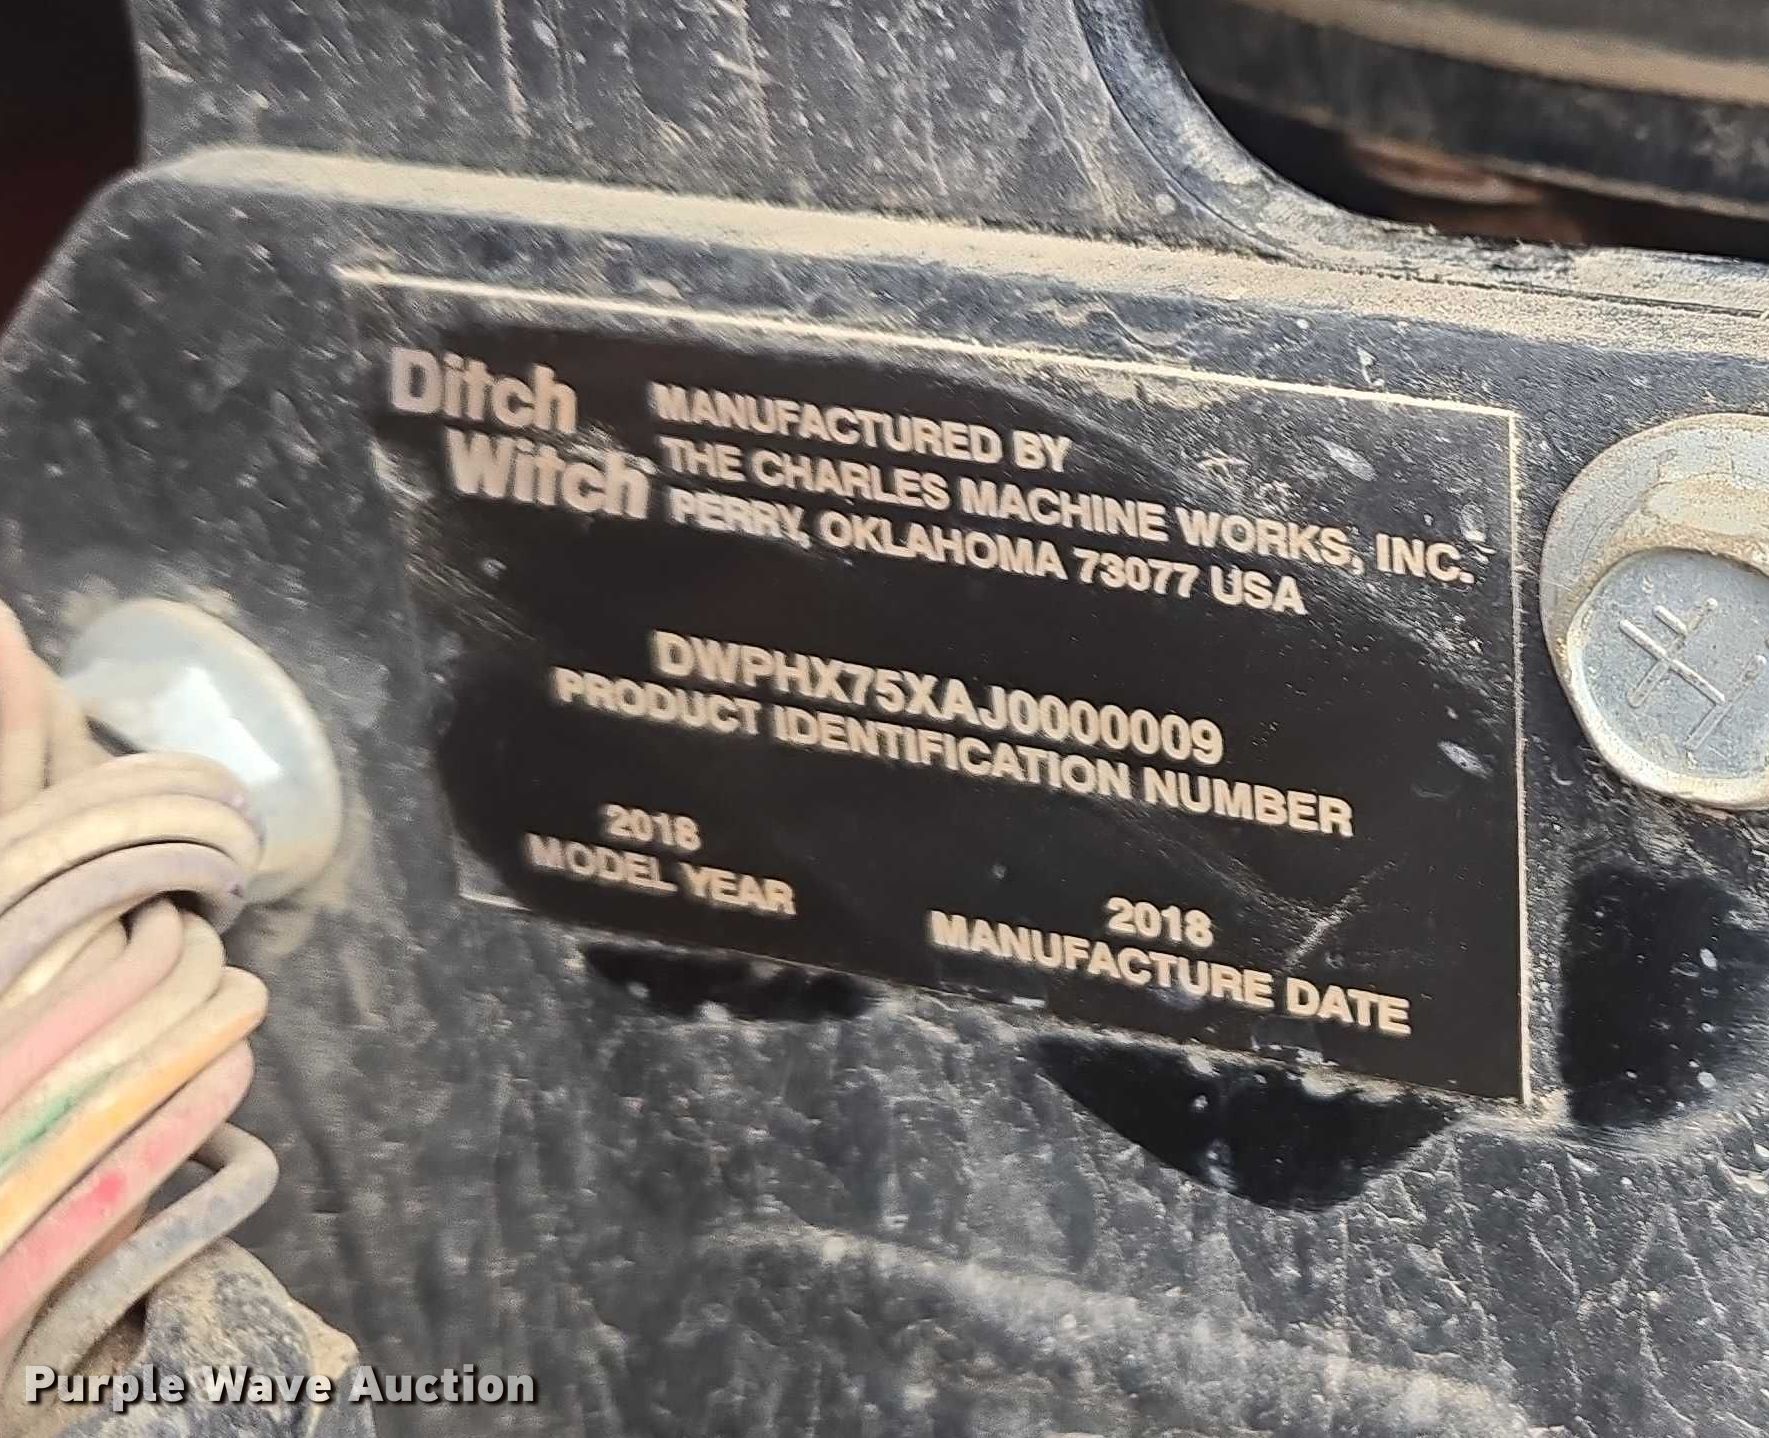 Ditch
Witch
MANUFACTURED BY
THE CHARLES MACHINE WORKS, INC.
PERRY, OKLAHOMA 73077 USA
DWPHX75XAJ0000009
PRODUCT IDENTIFICATION NUMBER
2018
MODEL YEAR
2018
MANUFACTURE DATE
Purple Wave Auction